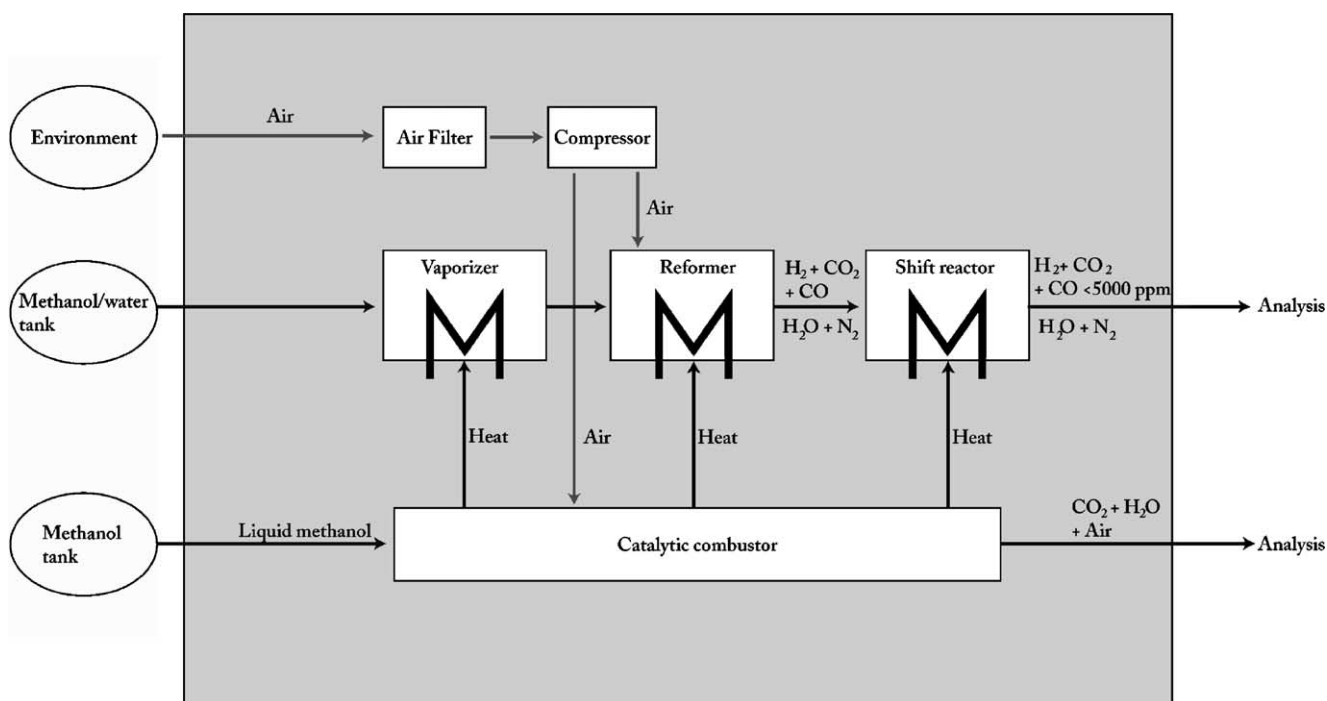 Environment
Air
Air Filter
Compressor
Air
Methanol/water
tank
Vaporizer
Reformer
H₂ + CO₂
+ CO
H₂O + N₂
Shift reactor
H₂+ CO₂
+ CO <5000 ppm
H₂O + N₂
Analysis
Heat
Air
Heat
Heat
Methanol
tank
Liquid methanol
Catalytic combustor
CO₂ + H₂O
+ Air
Analysis